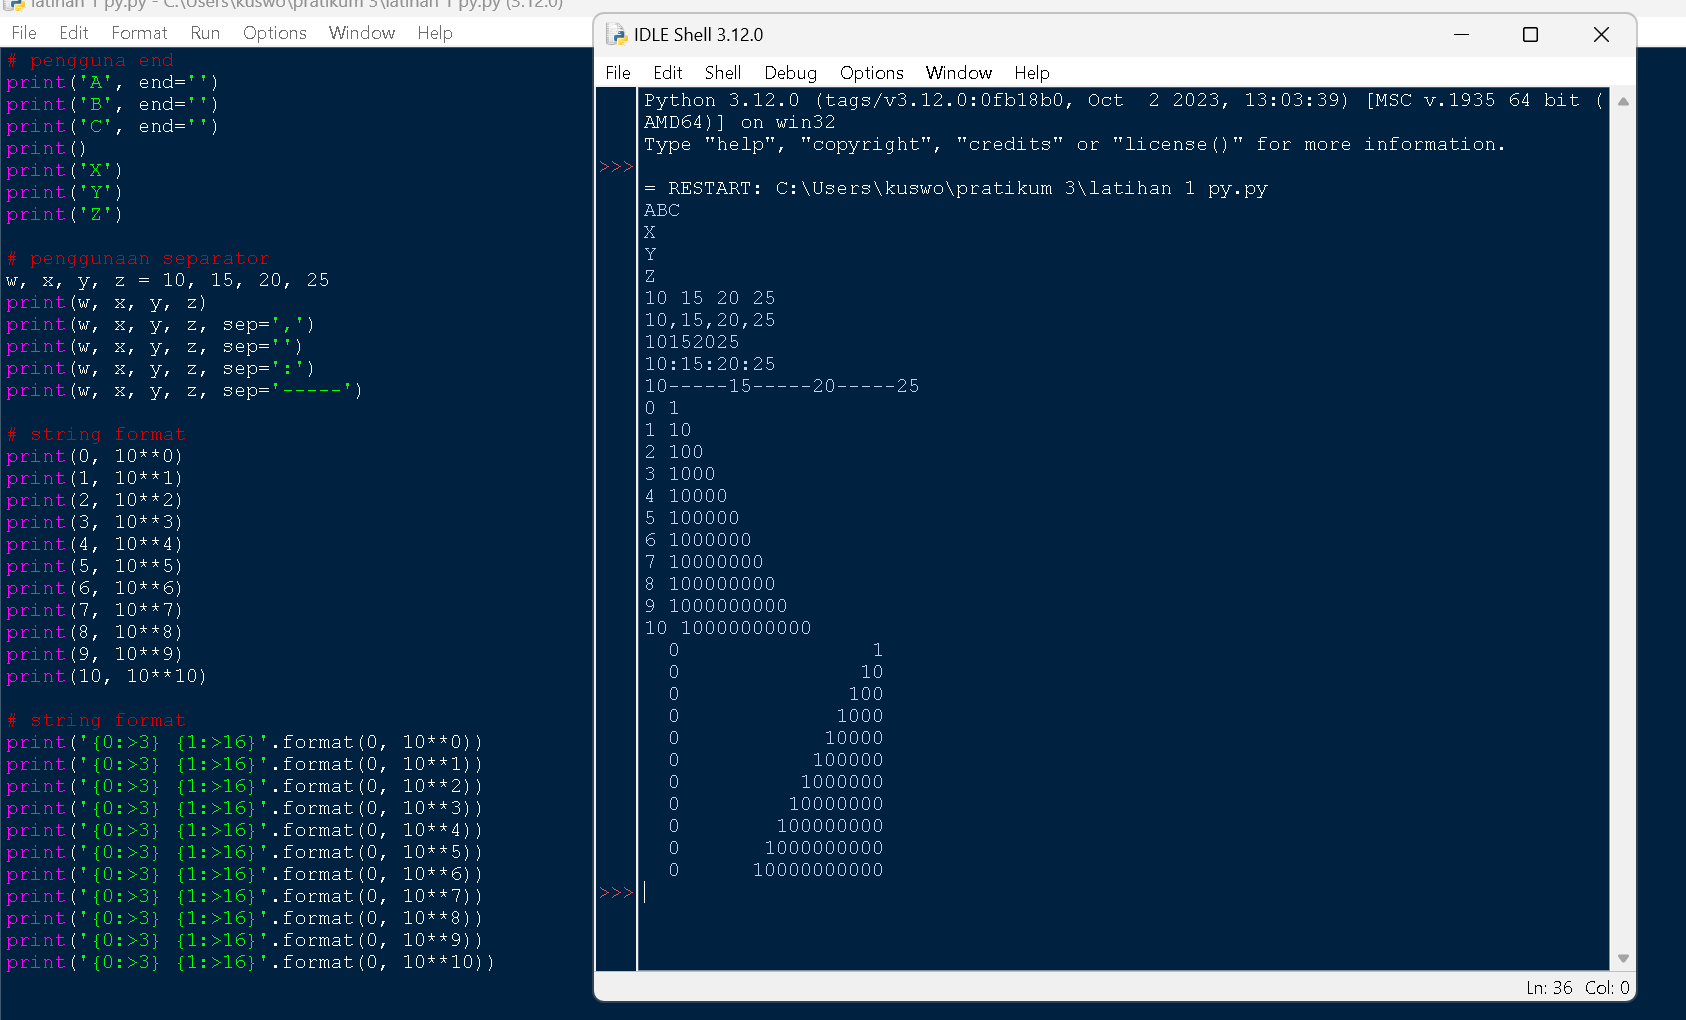 latihan 1 py.py - C:\Users\kuswo\pratikum 3\latihan 1 py.py (3.12.0)
File Edit Format Run Options Window Help
# pengguna end
print('A', end='')
print('B', end='')
print('C', end='')
print()
print('X')
print('Y')
print('Z')
# penggunaan separator
w, x, y, z = 10, 15, 20, 25
print(w, x, y, z)
print(w, x, y, z, sep=',')
print(w, x, y, z, sep='')
print(w, x, y, z, sep=':')
print(w, x, y, z, sep='-----')
# string format
print(0, 10**0)
print(1, 10**1)
print(2, 10**2)
print(3, 10**3)
print(4, 10**4)
print(5, 10**5)
print(6, 10**6)
print(7, 10**7)
print(8, 10**8)
print(9, 10**9)
print(10, 10**10)
# string format
print('{0:>3} {1:>16}'.format(0, 10**0))
print('{0:>3} {1:>16}'.format(0, 10**1))
print('{0:>3} {1:>16}'.format(0, 10**2))
print('{0:>3} {1:>16}'.format(0, 10**3))
print('{0:>3} {1:>16}'.format(0, 10**4))
print('{0:>3} {1:>16}'.format(0, 10**5))
print('{0:>3} {1:>16}'.format(0, 10**6))
print('{0:>3} {1:>16}'.format(0, 10**7))
print('{0:>3} {1:>16}'.format(0, 10**8))
print('{0:>3} {1:>16}'.format(0, 10**9))
print('{0:>3} {1:>16}'.format(0, 10**10))
IDLE Shell 3.12.0
File Edit Shell Debug Options Window Help
Python 3.12.0 (tags/v3.12.0:0fb18b0, Oct  2 2023, 13:03:39) [MSC v.1935 64 bit (
AMD64)] on win32
Type "help", "copyright", "credits" or "license()" for more information.
>>>
= RESTART: C:\Users\kuswo\pratikum 3\latihan 1 py.py
ABC
X
Y
Z
10 15 20 25
10,15,20,25
10152025
10:15:20:25
10-----15-----20-----25
0 1
1 10
2 100
3 1000
4 10000
5 100000
6 1000000
7 10000000
8 100000000
9 1000000000
10 10000000000
  0                1
  0               10
  0              100
  0             1000
  0            10000
  0           100000
  0          1000000
  0         10000000
  0        100000000
  0       1000000000
  0      10000000000
>>>
Ln: 36 Col: 0